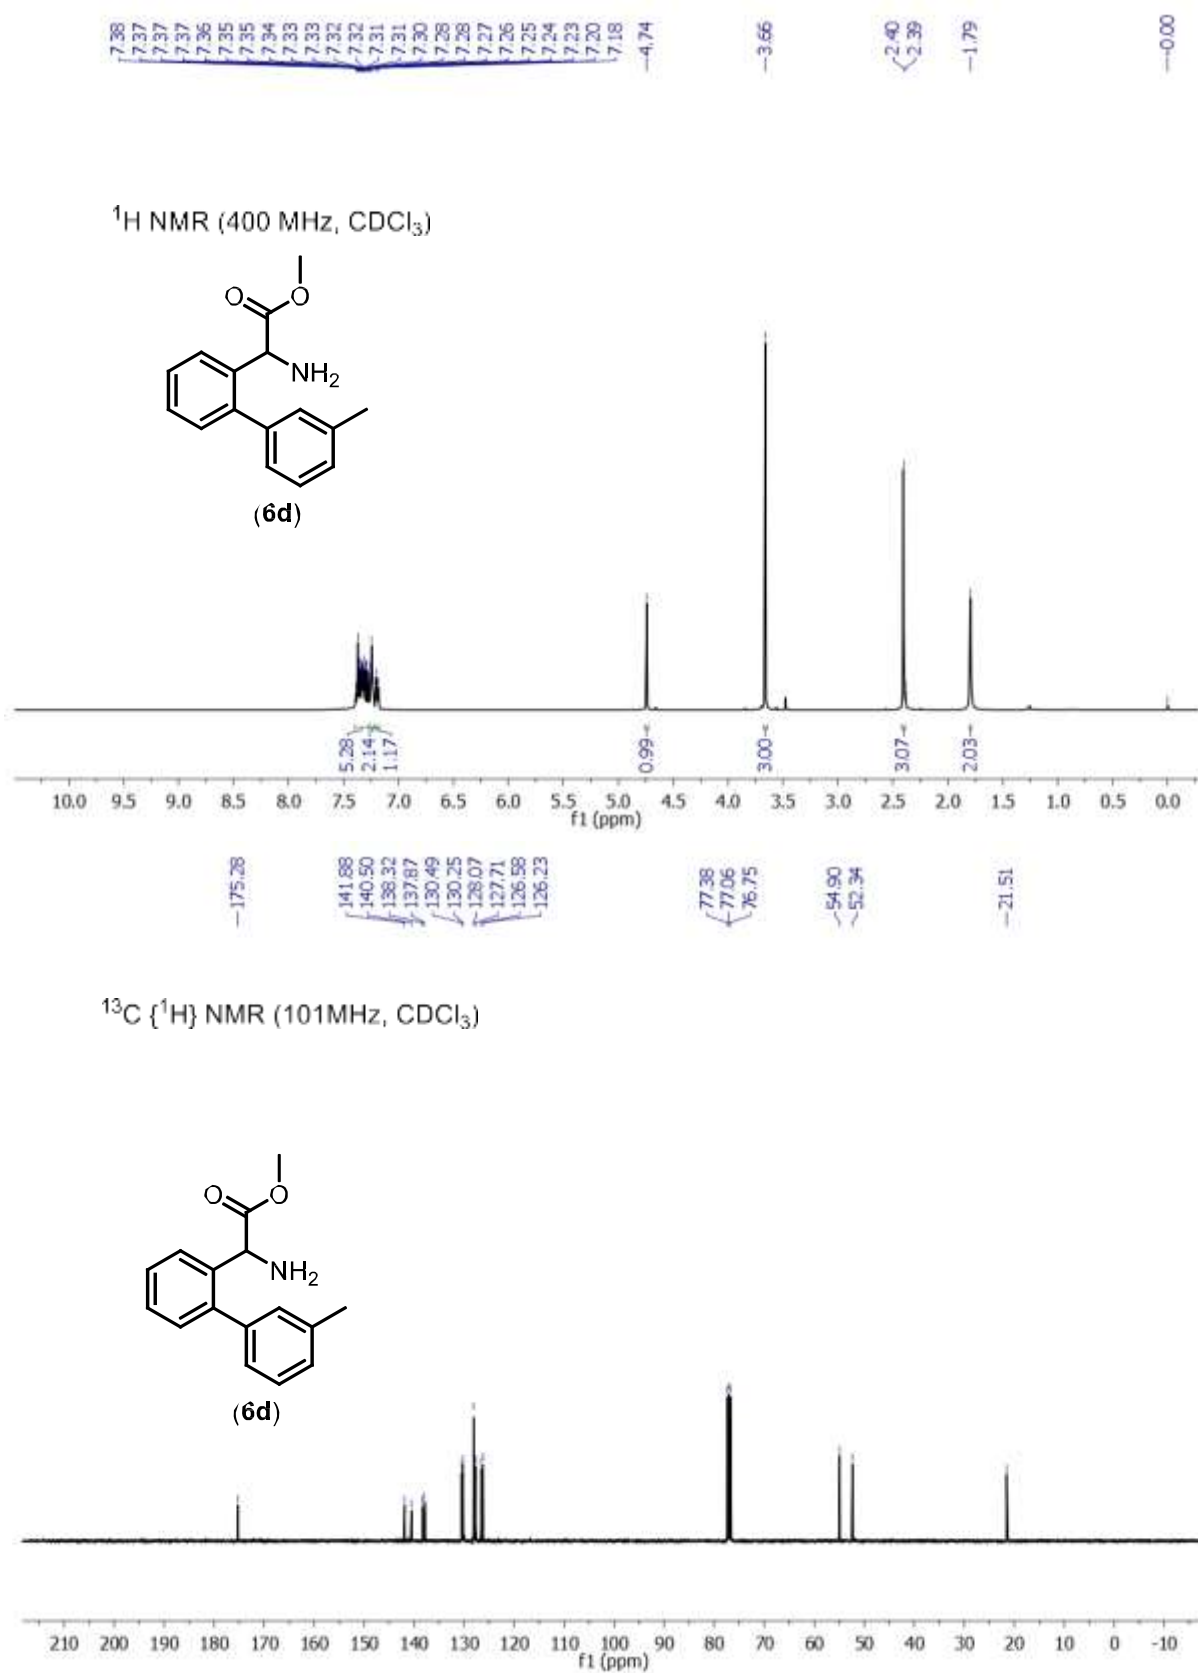 7.38 7.37 7.37 7.37 7.36 7.35 7.35 7.34 7.33 7.33 7.32 7.32 7.31 7.31 7.30 7.28 7.28 7.27 7.26 7.25 7.24 7.23 7.20 7.18 4.74 3.66 2.40 2.39 1.79 0.00
¹H NMR (400 MHz, CDCl₃)
O O
NH₂
(6d)
5.28 2.14 1.17 0.99 3.00 3.07 2.03
10.0 9.5 9.0 8.5 8.0 7.5 7.0 6.5 6.0 5.5 5.0 4.5 4.0 3.5 3.0 2.5 2.0 1.5 1.0 0.5 0.0
f1 (ppm)
175.28 141.88 140.50 138.32 137.87 130.49 130.25 128.07 127.71 126.58 126.23 77.38 77.06 76.75 54.90 52.34 21.51
¹³C {¹H} NMR (101MHz, CDCl₃)
O O
NH₂
(6d)
210 200 190 180 170 160 150 140 130 120 110 100 90 80 70 60 50 40 30 20 10 0 -10
f1 (ppm)